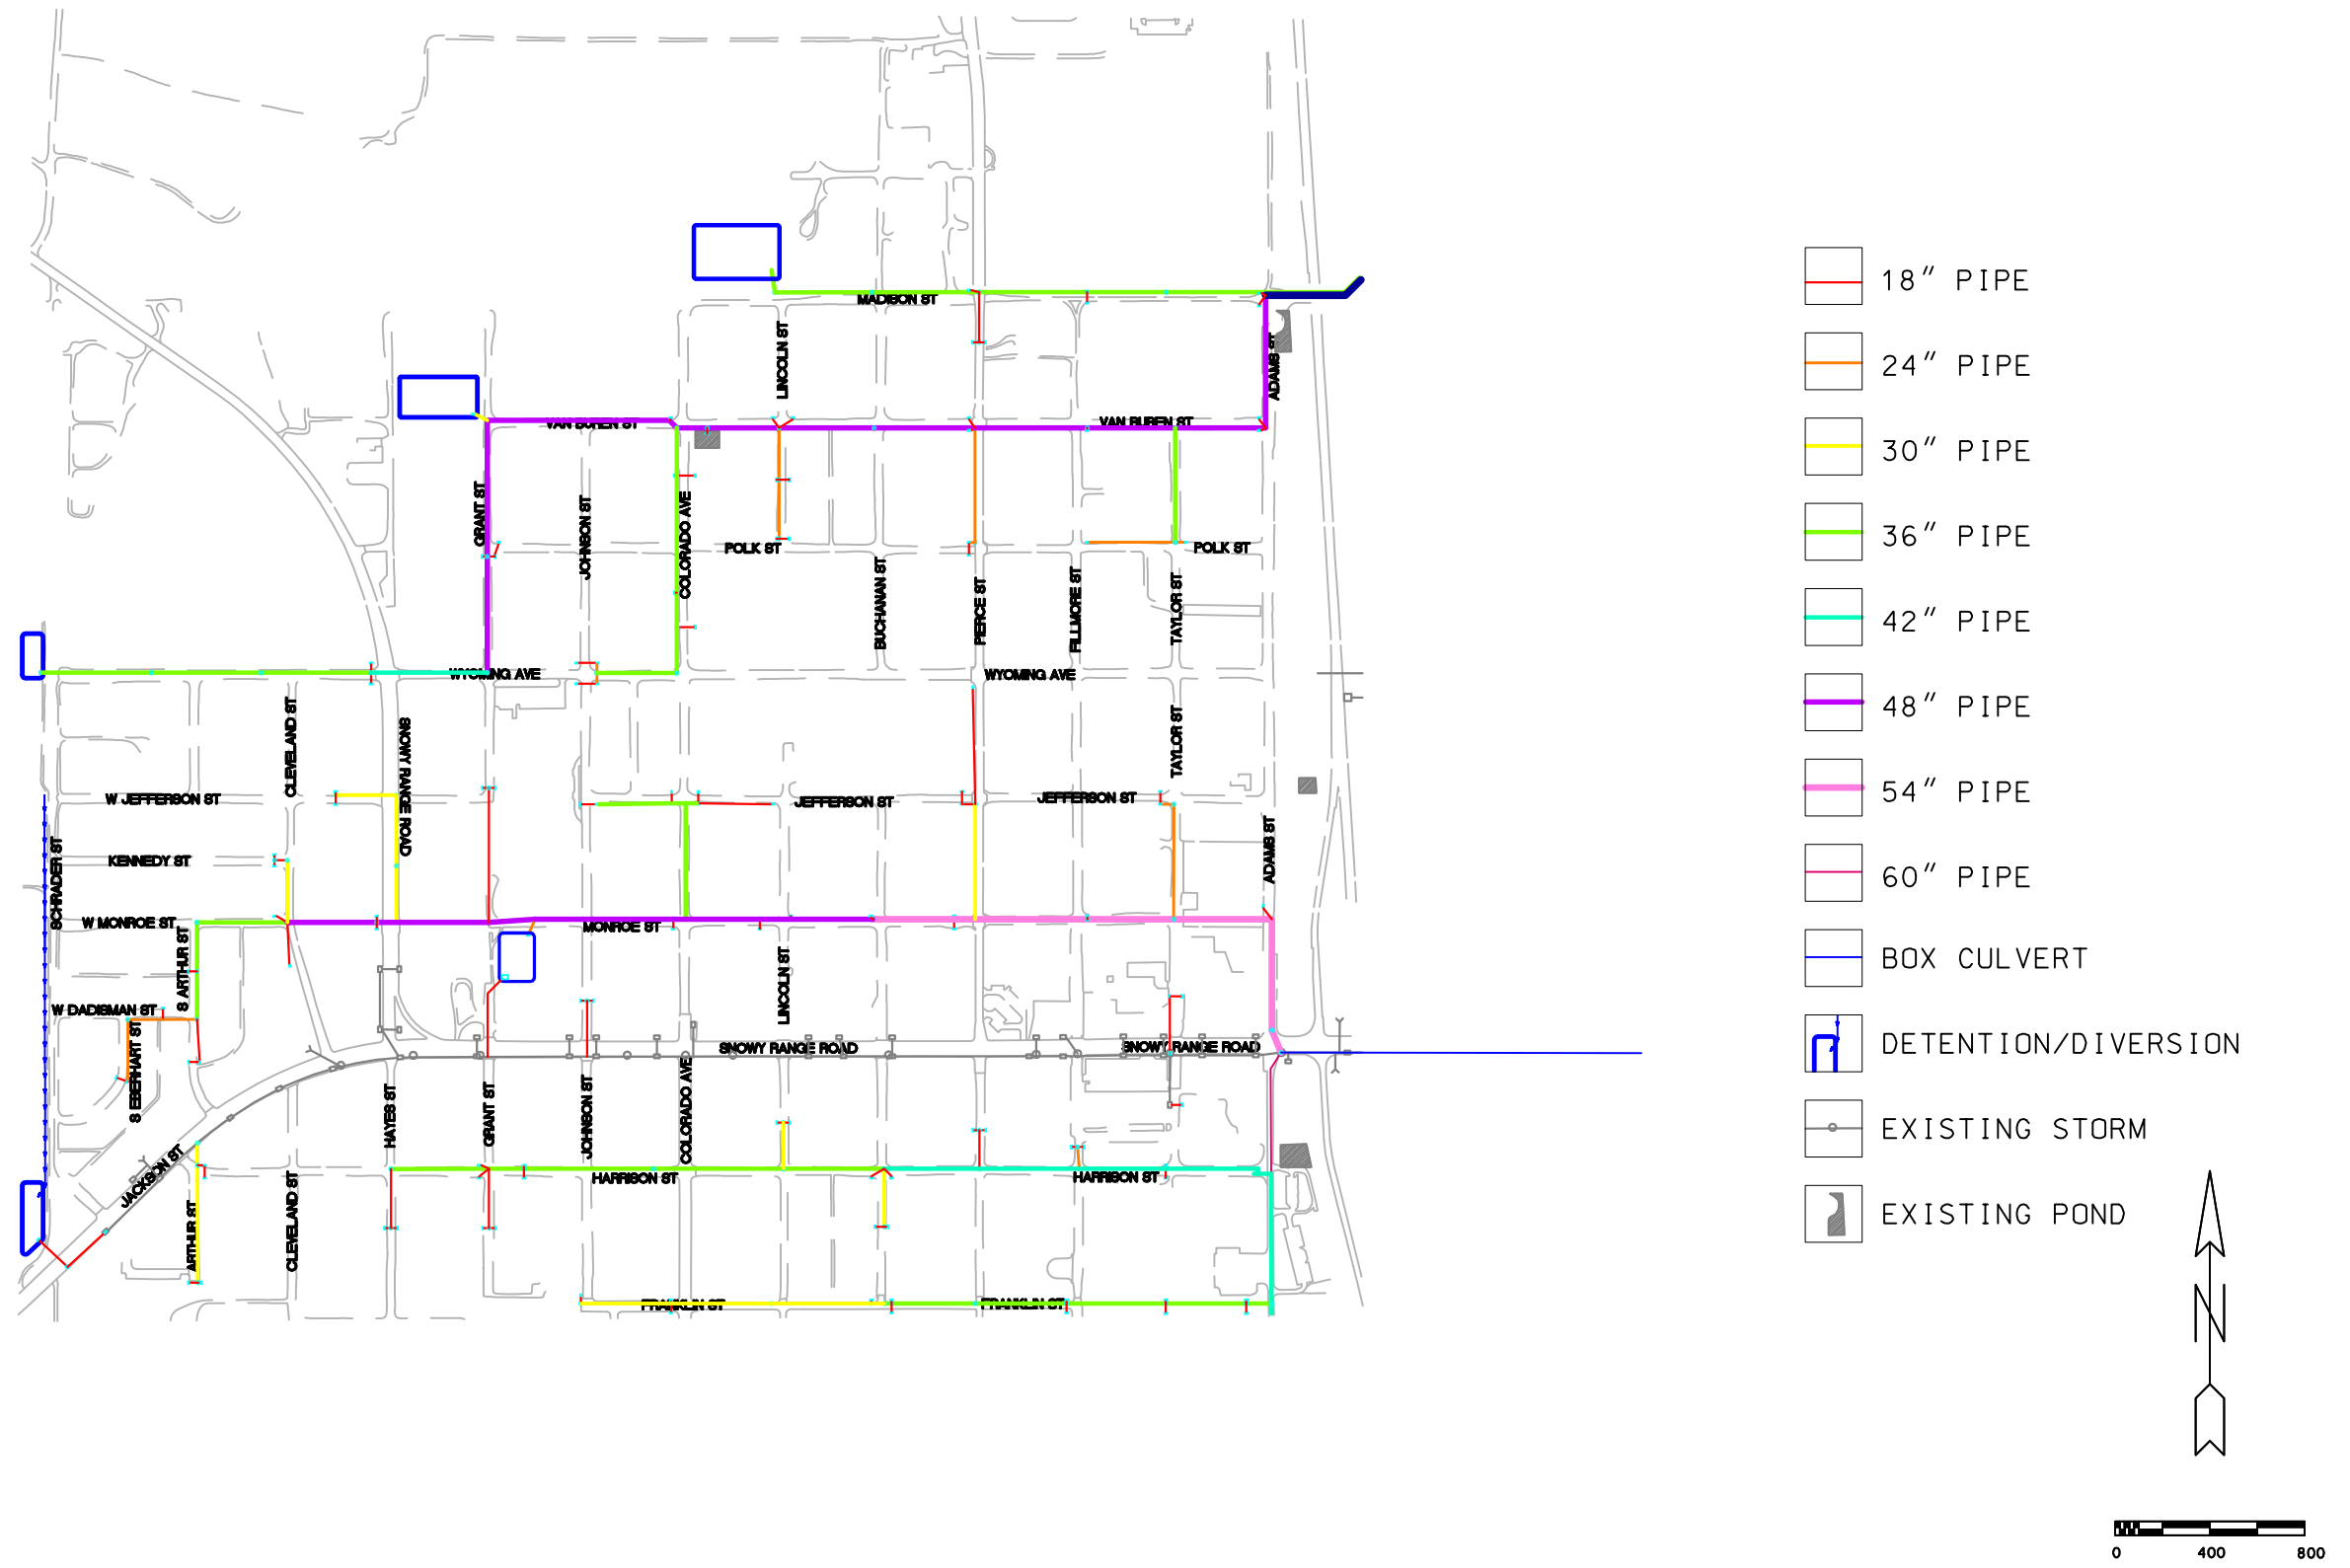 MADISON ST
LINCOLN ST
ADAMS ST
VAN BUREN ST
VAN BUREN ST
GRANT ST
JOHNSON ST
COLORADO AVE
POLK ST
POLK ST
BUCHANAN ST
PIERCE ST
FILLMORE ST
TAYLOR ST
WYOMING AVE
WYOMING AVE
CLEVELAND ST
SNOWY RANGE ROAD
TAYLOR ST
W JEFFERSON ST
JEFFERSON ST
JEFFERSON ST
SCHRADER ST
KENNEDY ST
ADAMS ST
W MONROE ST
MONROE ST
S ARTHUR ST
LINCOLN ST
W DADISMAN ST
S EBERHART ST
SNOWY RANGE ROAD
SNOWY RANGE ROAD
HAYES ST
GRANT ST
JOHNSON ST
COLORADO AVE
JACKSON ST
HARRISON ST
HARRISON ST
ARTHUR ST
CLEVELAND ST
FRANKLIN ST
FRANKLIN ST
18" PIPE
24" PIPE
30" PIPE
36" PIPE
42" PIPE
48" PIPE
54" PIPE
60" PIPE
BOX CULVERT
DETENTION/DIVERSION
EXISTING STORM
EXISTING POND
N
0 400 800